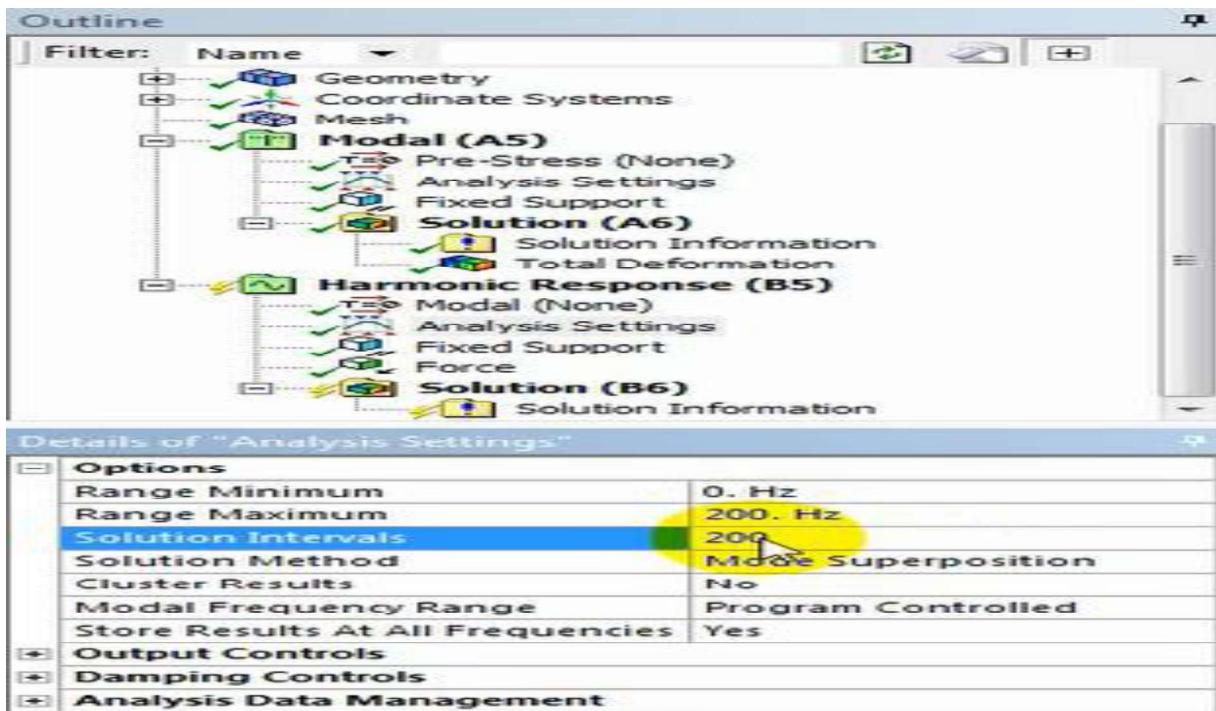 Outline
Filter: Name
Geometry
Coordinate Systems
Mesh
Modal (A5)
Pre-Stress (None)
Analysis Settings
Fixed Support
Solution (A6)
Solution Information
Total Deformation
Harmonic Response (B5)
Modal (None)
Analysis Settings
Fixed Support
Force
Solution (B6)
Solution Information
Details of "Analysis Settings"
Options
Range Minimum 0. Hz
Range Maximum 200. Hz
Solution Intervals 200
Solution Method Mode Superposition
Cluster Results No
Modal Frequency Range Program Controlled
Store Results At All Frequencies Yes
Output Controls
Damping Controls
Analysis Data Management